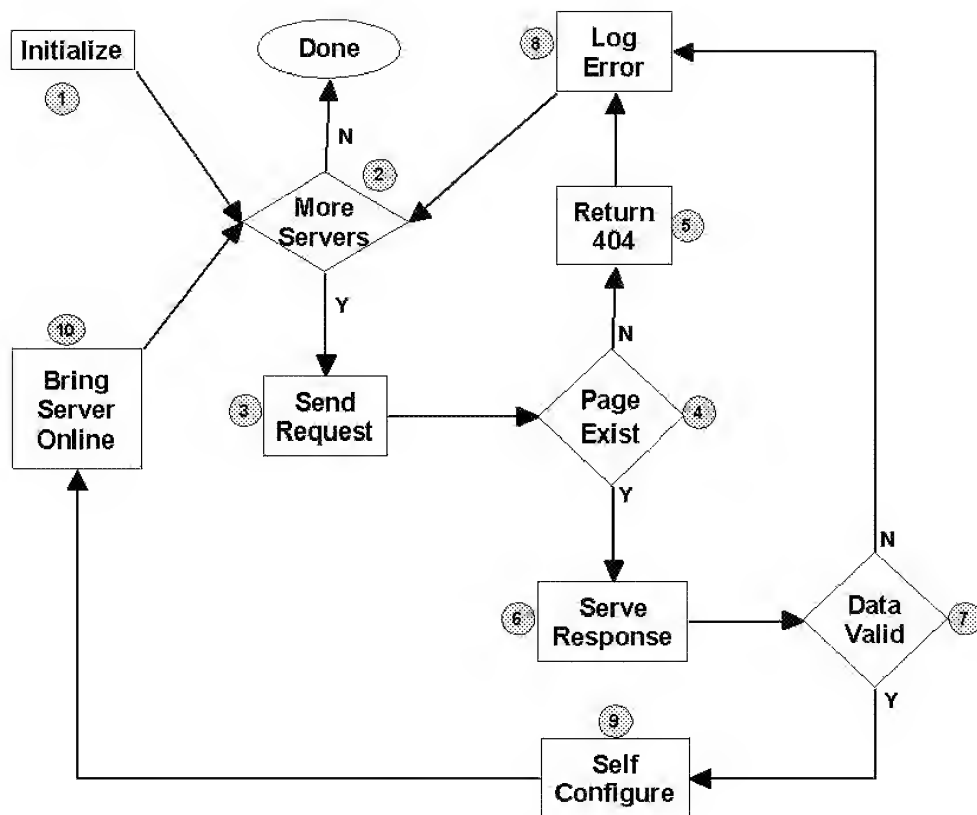 Initialize
1
Done
N
2
More
Servers
Y
8
Log
Error
Return
404
5
N
10
Bring
Server
Online
3
Send
Request
Page
Exist
4
Y
6
Serve
Response
N
Data
Valid
7
Y
9
Self
Configure